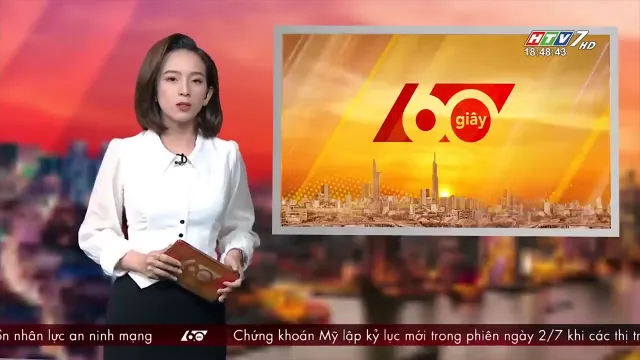 HTV7 HD
18:48:43
60 giây
ồn nhân lực an ninh mạng 60 Chứng khoán Mỹ lập kỷ lục mới trong phiên ngày 2/7 khi các thị tr